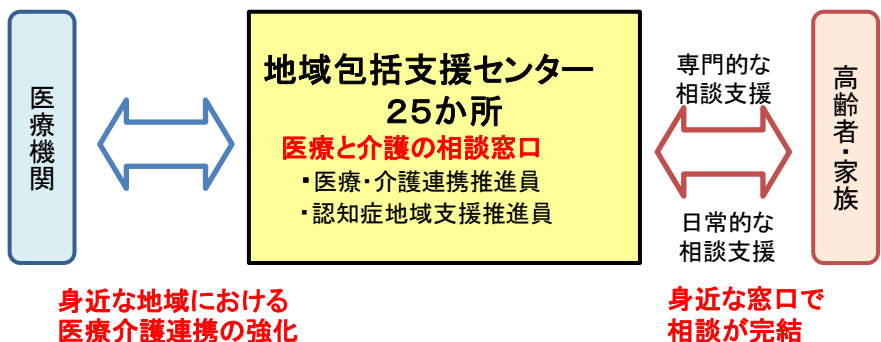 医療機関
地域包括支援センター
25か所
医療と介護の相談窓口
・医療・介護連携推進員
・認知症地域支援推進員
専門的な
相談支援
日常的な
相談支援
高齢者・家族
身近な地域における
医療介護連携の強化
身近な窓口で
相談が完結